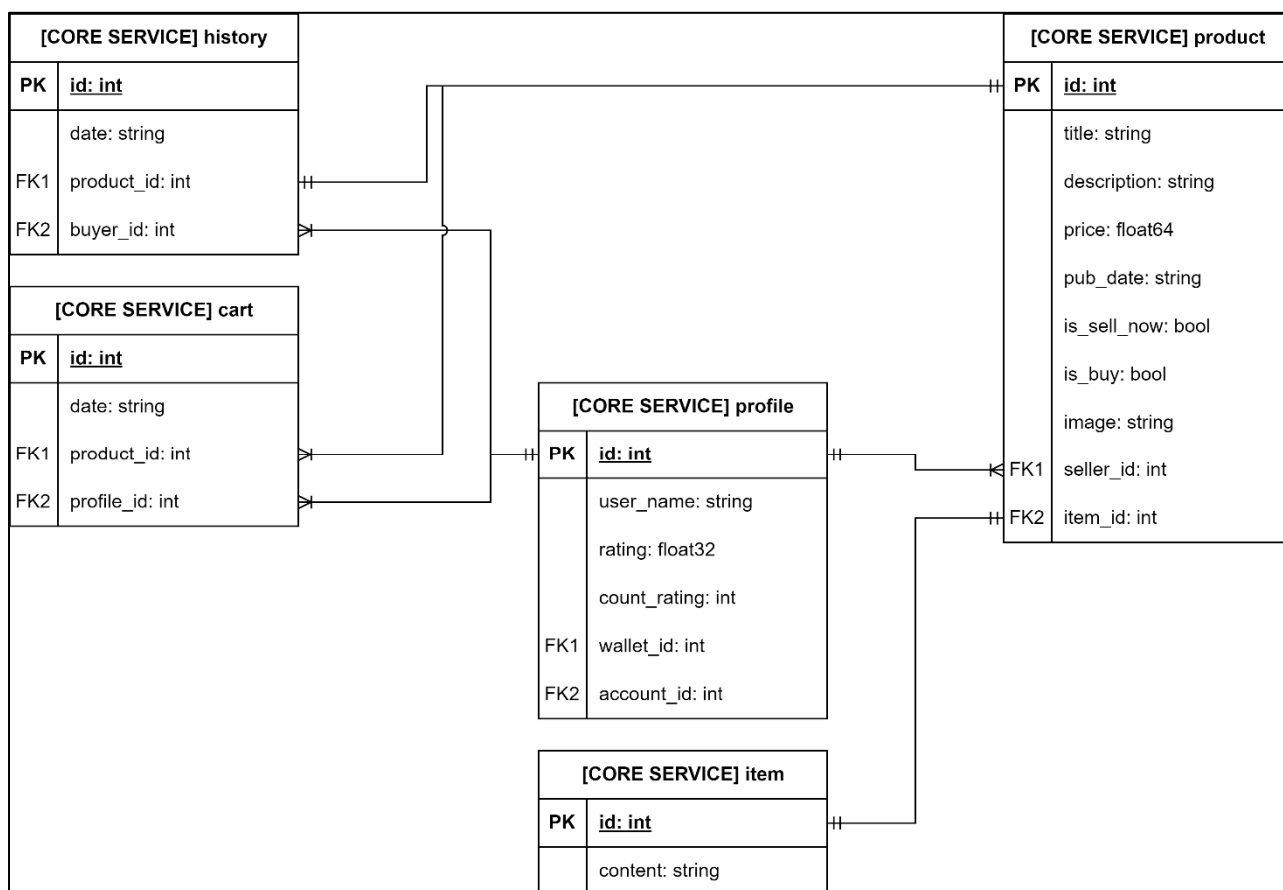 [CORE SERVICE] history
PK id: int
date: string
FK1 product_id: int
FK2 buyer_id: int
[CORE SERVICE] cart
PK id: int
date: string
FK1 product_id: int
FK2 profile_id: int
[CORE SERVICE] profile
PK id: int
user_name: string
rating: float32
count_rating: int
FK1 wallet_id: int
FK2 account_id: int
[CORE SERVICE] item
PK id: int
content: string
[CORE SERVICE] product
PK id: int
title: string
description: string
price: float64
pub_date: string
is_sell_now: bool
is_buy: bool
image: string
FK1 seller_id: int
FK2 item_id: int